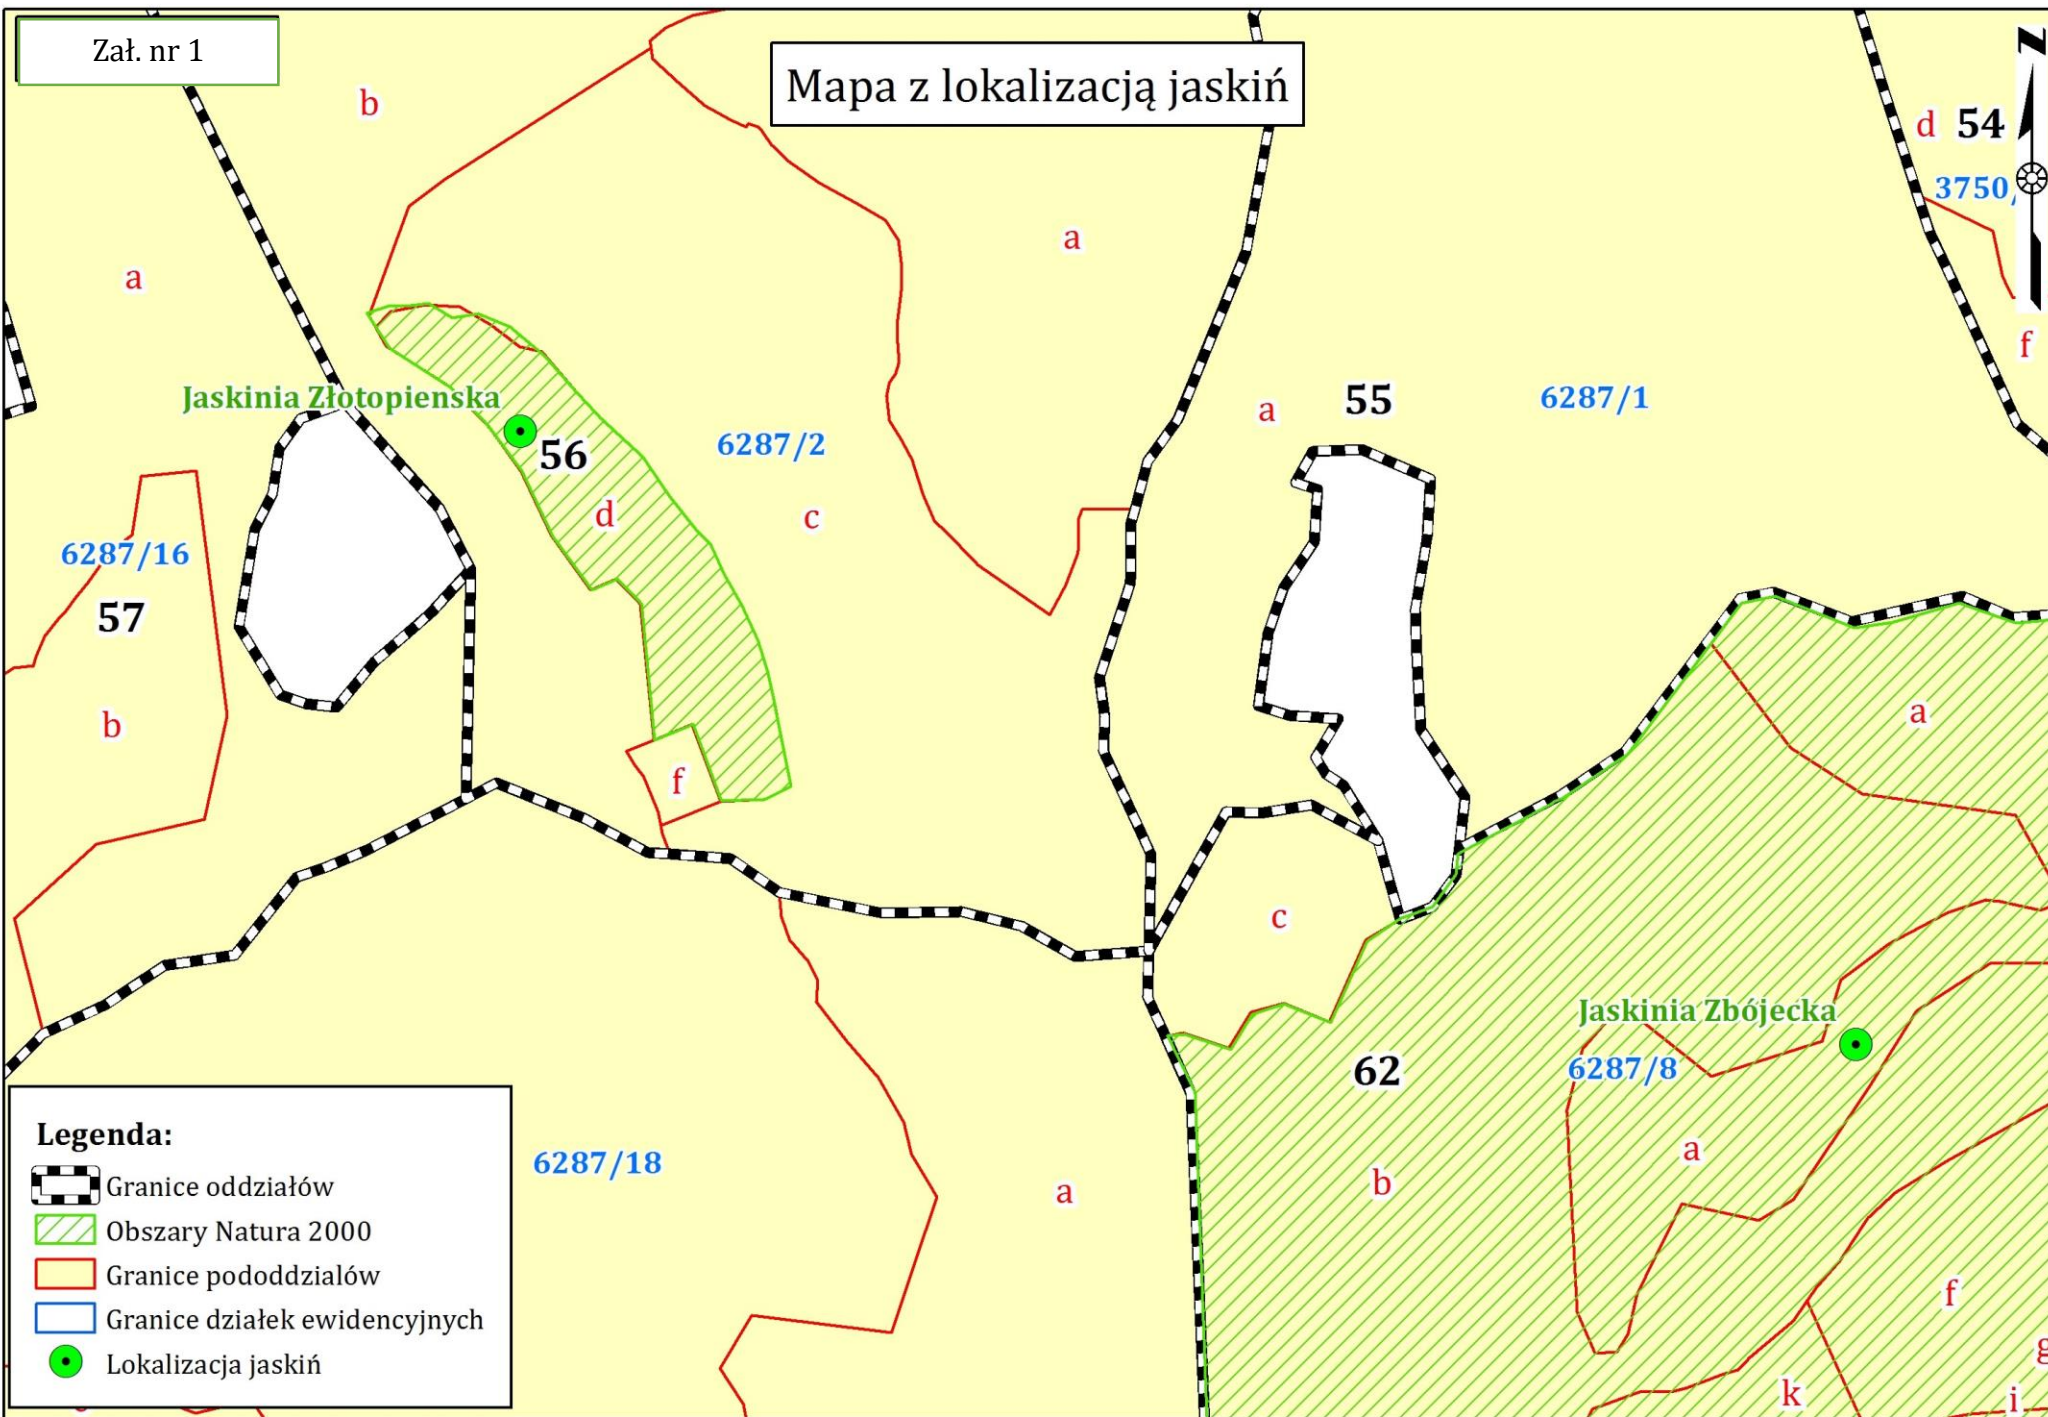 Zał. nr 1
Mapa z lokalizacją jaskiń
b
d 54
3750/
a
a
f
Jaskinia Złotopienska
a
55
6287/1
56
6287/2
d
c
6287/16
57
b
f
a
c
Jaskinia Zbójecka
62
6287/8
a
6287/18
a
b
f
g
k
i
Legenda:
Granice oddziałów
Obszary Natura 2000
Granice pododdzialów
Granice działek ewidencyjnych
Lokalizacja jaskiń